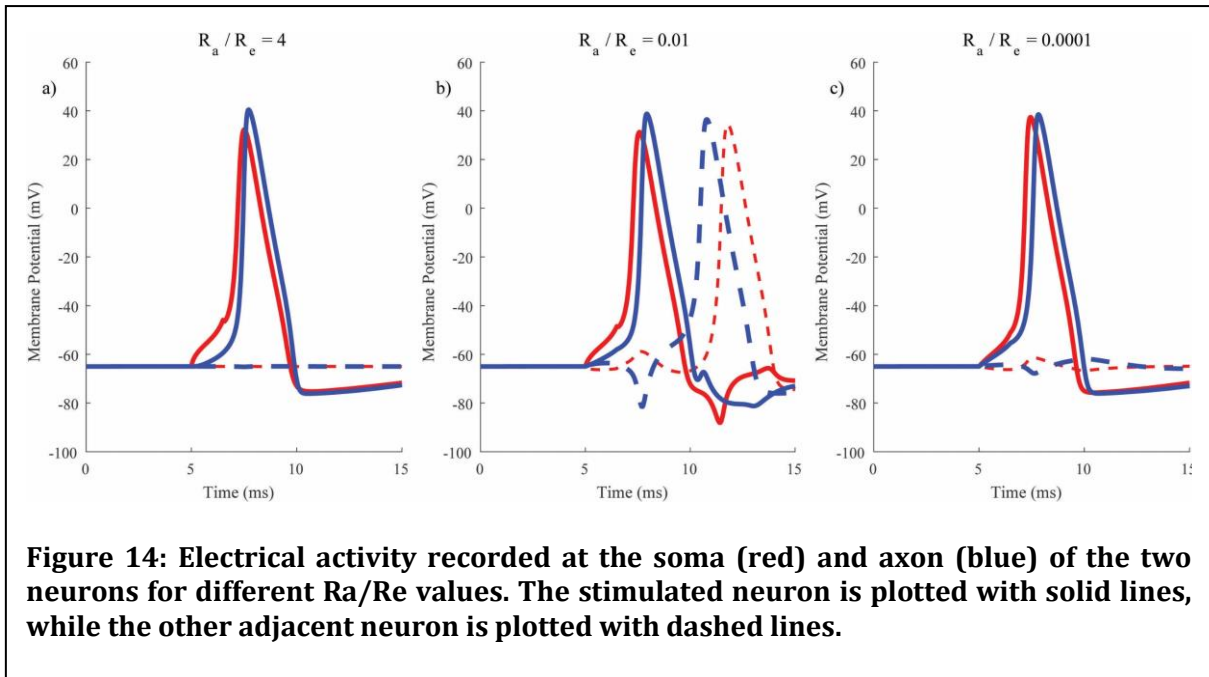 R_a / R_e = 4
R_a / R_e = 0.01
R_a / R_e = 0.0001
a)
60
40
20
0
-20
-40
-60
-80
-100
Membrane Potential (mV)
0
5
10
15
Time (ms)
b)
60
40
20
0
-20
-40
-60
-80
-100
Membrane Potential (mV)
0
5
10
15
Time (ms)
c)
60
40
20
0
-20
-40
-60
-80
-100
Membrane Potential (mV)
0
5
10
15
Time (ms)
Figure 14: Electrical activity recorded at the soma (red) and axon (blue) of the two
neurons for different Ra/Re values. The stimulated neuron is plotted with solid lines,
while the other adjacent neuron is plotted with dashed lines.